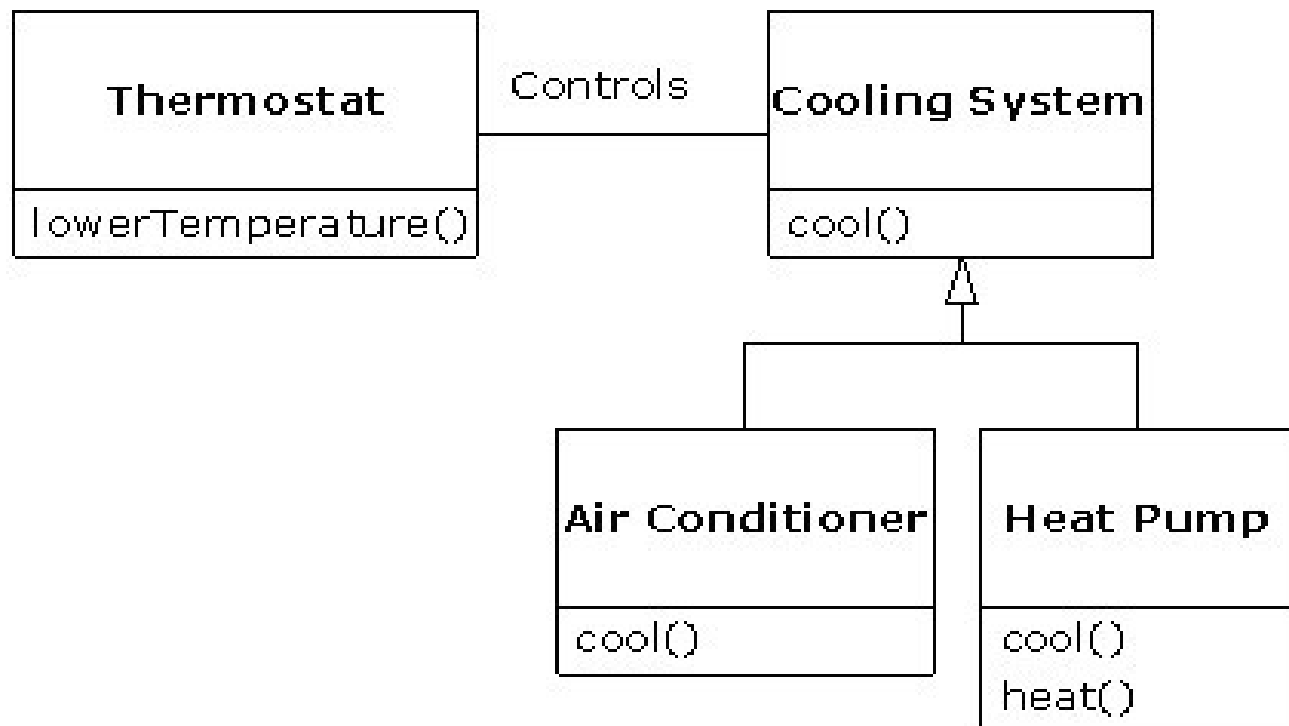 Thermostat
Controls
Cooling System
lowerTemperature()
cool()
Air Conditioner
Heat Pump
cool()
cool()
heat()